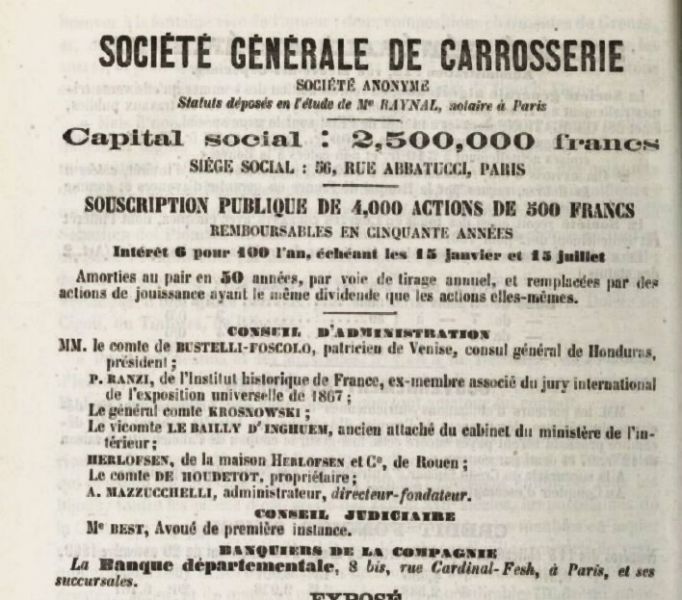 SOCIÉTÉ GÉNÉRALE DE CARROSSERIE
SOCIÉTÉ ANONYME
Statuts déposés en l'étude de Me RAYNAL, notaire à Paris
Capital social : 2,500,000 francs
SIÈGE SOCIAL : 56, RUE ABBATUCCI, PARIS
SOUSCRIPTION PUBLIQUE DE 4,000 ACTIONS DE 500 FRANCS
REMBOURSABLES EN CINQUANTE ANNÉES
Intérêt 6 pour 100 l'an, échéant les 15 janvier et 15 juillet
Amorties au pair en 50 années, par voie de tirage annuel, et remplacées par des
actions de jouissance ayant le même dividende que les actions elles-mêmes.
CONSEIL D'ADMINISTRATION
MM. le comte de BUSTELLI-FOSCOLO, patricien de Venise, consul général de Honduras,
président ;
P. RANZI, de l'Institut historique de France, ex-membre associé du jury international
de l'exposition universelle de 1867 ;
Le général comte KROSNOWSKI ;
Le vicomte LE BAILLY D'INGHUEM, ancien attaché du cabinet du ministère de l'in-
térieur ;
HERLOFSEN, de la maison HERLOFSEN et Ce, de Rouen ;
Le comte DE HOUDETOT, propriétaire ;
A. MAZZUCCHELLI, administrateur, directeur-fondateur.
CONSEIL JUDICIAIRE
Me BEST, Avoué de première instance.
BANQUIERS DE LA COMPAGNIE
La Banque départementale, 8 bis, rue Cardinal-Fesh, à Paris, et ses
succursales.
EXPOSÉ